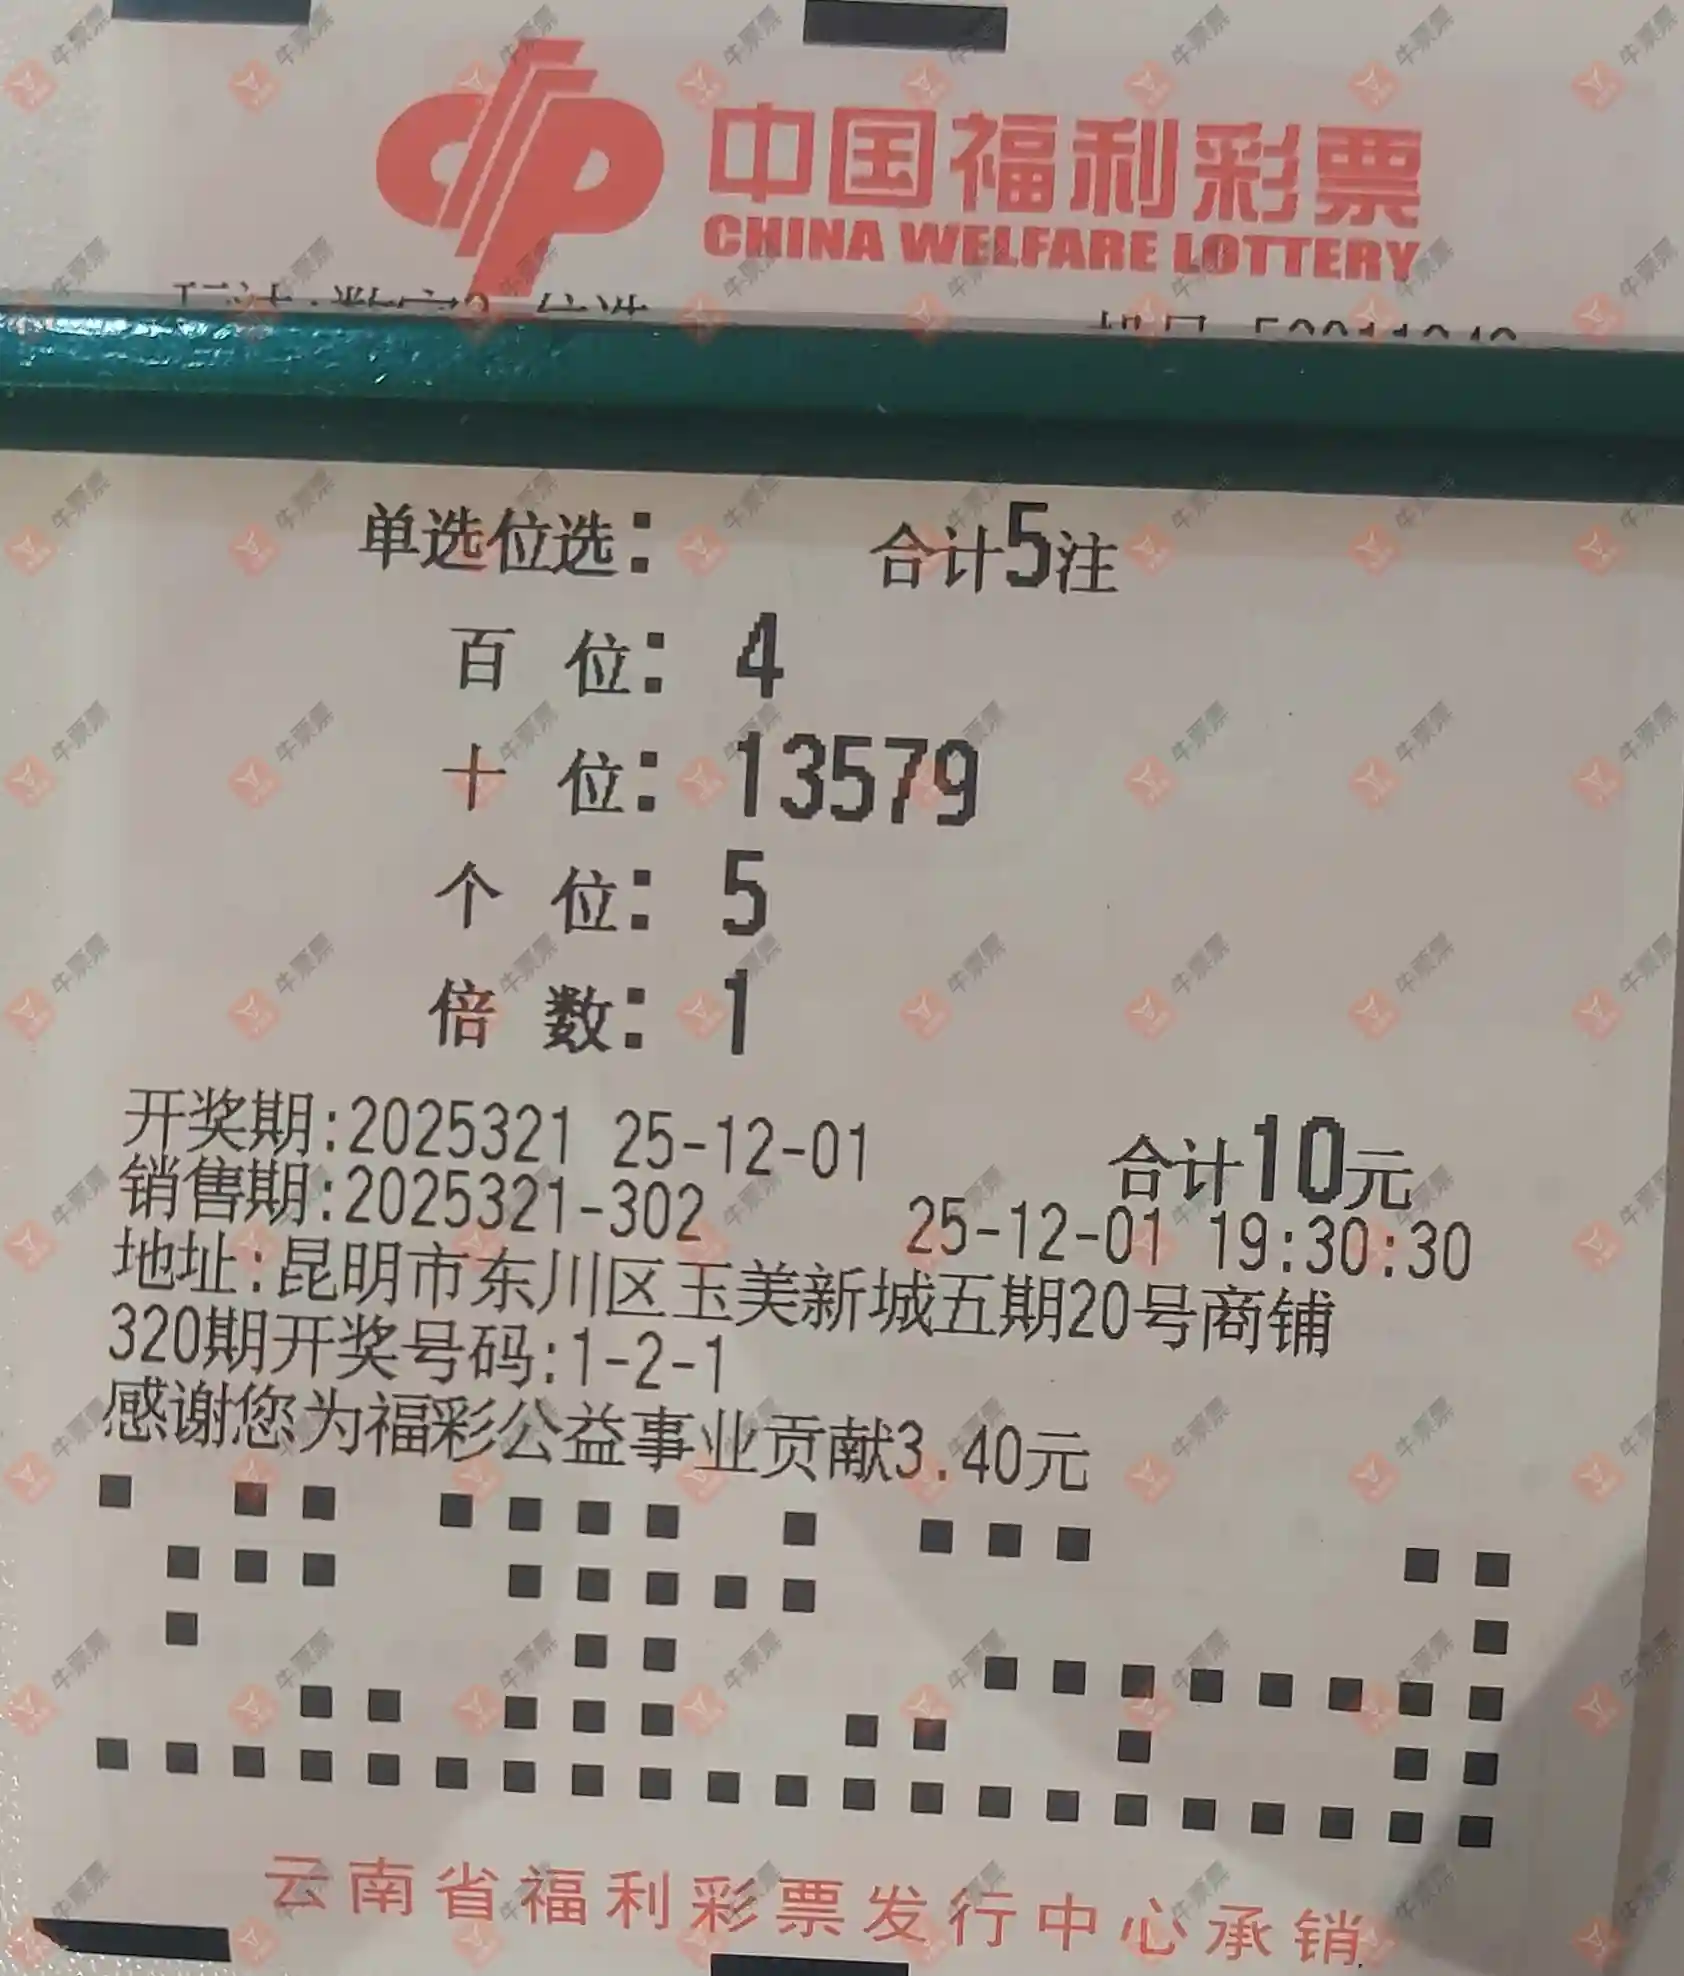 中国福利彩票
CHINA WELFARE LOTTERY
单选位选: 合计5注
百 位: 4
十 位: 13579
个 位: 5
倍 数: 1
开奖期:2025321 25-12-01 合计10元
销售期:2025321-302 25-12-01 19:30:30
地址:昆明市东川区玉美新城五期20号商铺
320期开奖号码:1-2-1
感谢您为福彩公益事业贡献3.40元
云南省福利彩票发行中心承销
牛票票